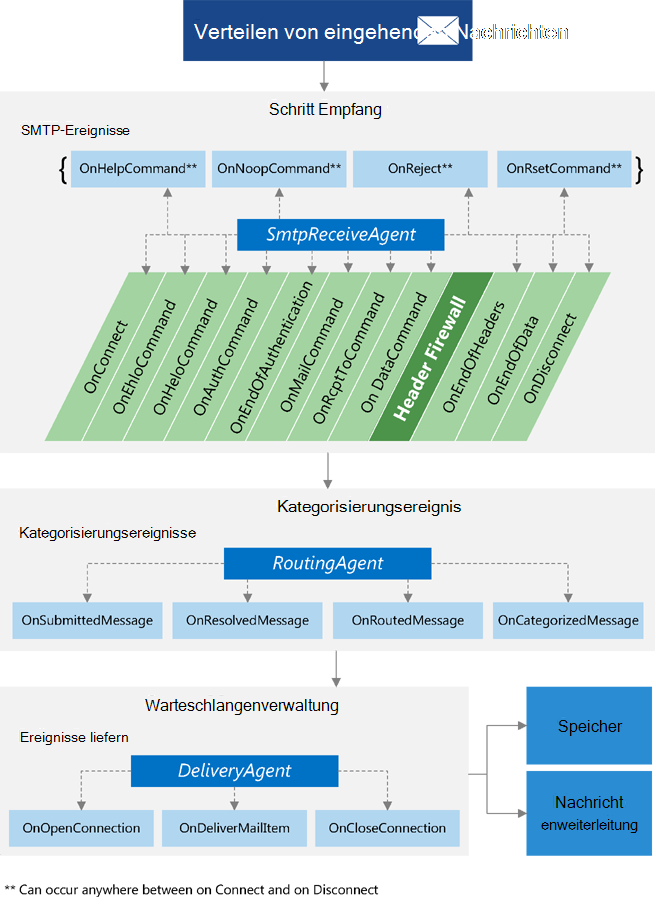 Verteilen von eingehenden Nachrichten
Schritt Empfang
SMTP-Ereignisse
{ OnHelpCommand** OnNoopCommand** OnReject** OnRsetCommand** }
SmtpReceiveAgent
OnConnect
OnEhloCommand
OnHeloCommand
OnAuthCommand
OnEndOfAuthentication
OnMailCommand
OnRcptToCommand
On DataCommand
Header Firewall
OnEndOfHeaders
OnEndOfData
OnDisconnect
Kategorisierungsereignis
Kategorisierungsereignisse
RoutingAgent
OnSubmittedMessage OnResolvedMessage OnRoutedMessage OnCategorizedMessage
Warteschlangenverwaltung
Ereignisse liefern
DeliveryAgent
OnOpenConnection OnDeliverMailItem OnCloseConnection
Speicher
Nachricht
enweiterleitung
** Can occur anywhere between on Connect and on Disconnect